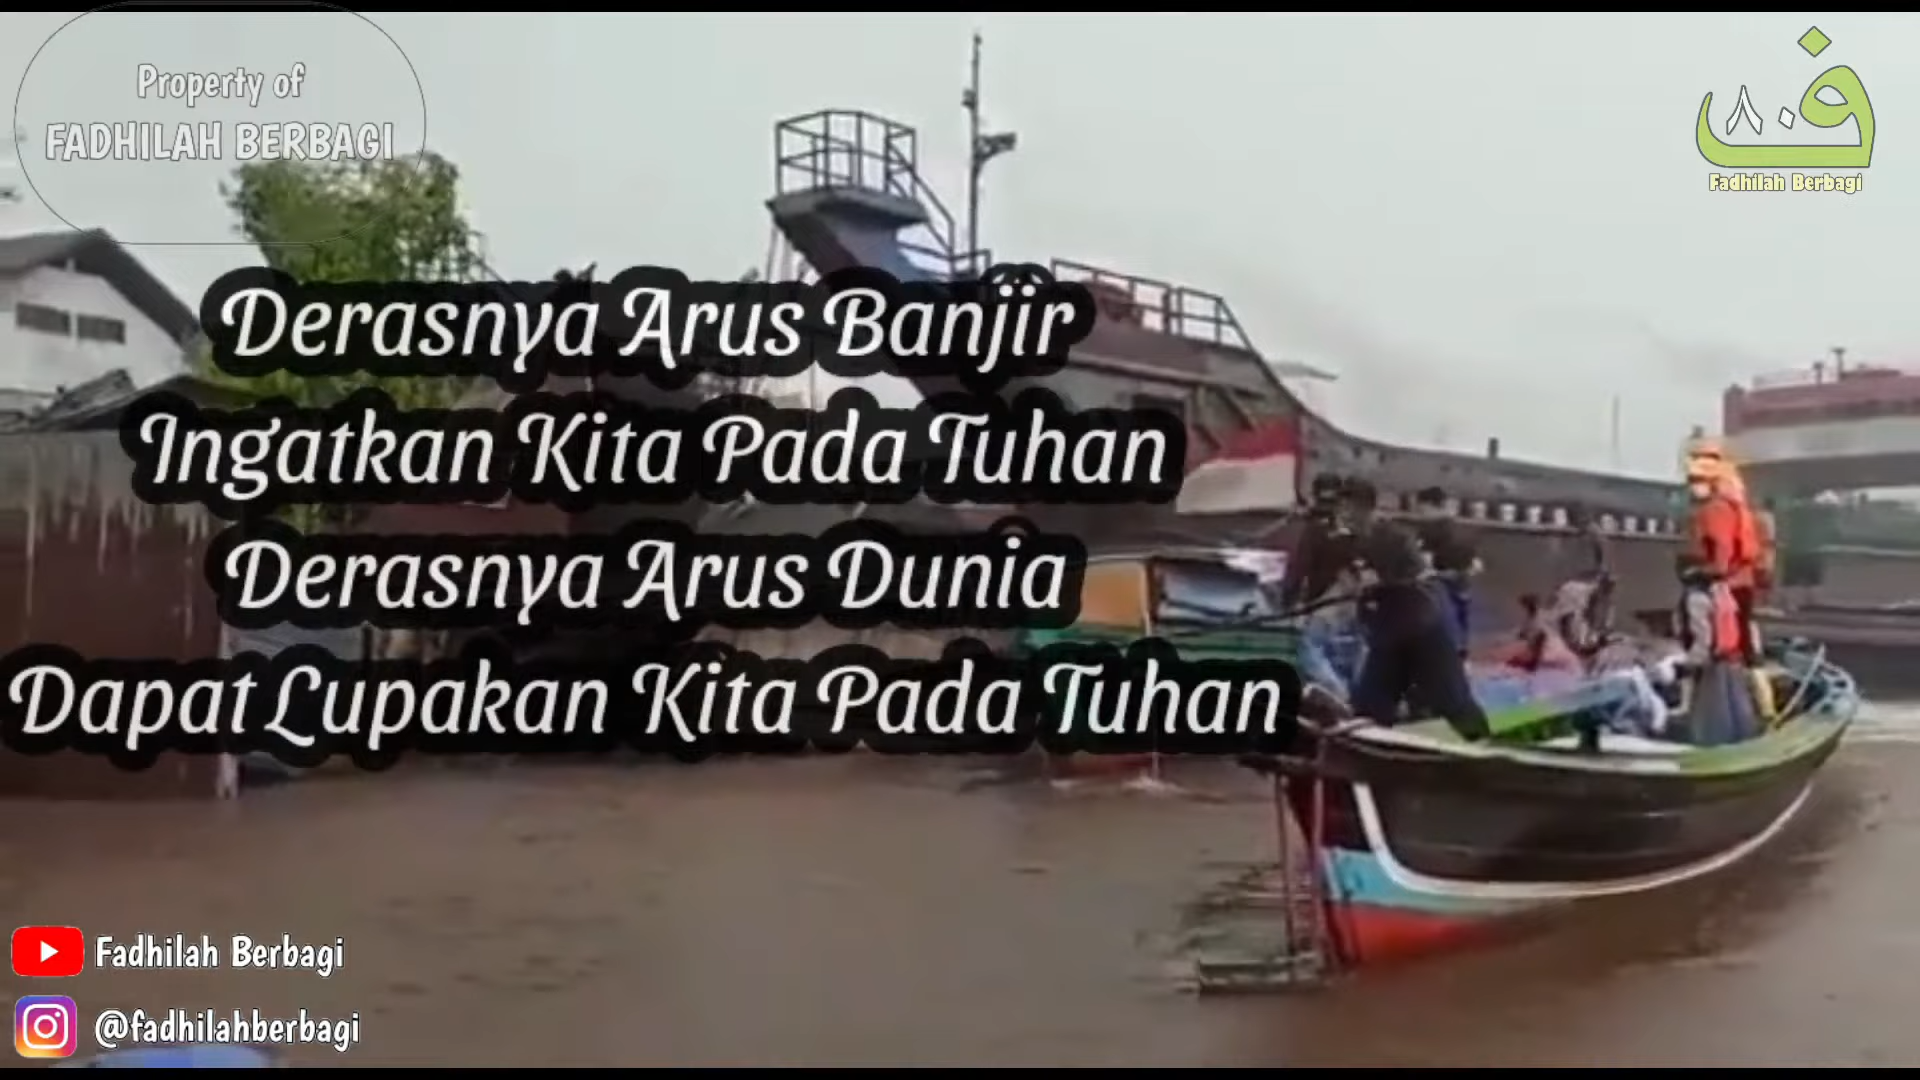 Property of
FADHILAH BERBAGI
ف
٨٠
Fadhilah Berbagi
Derasnya Arus Banjir
Ingatkan Kita Pada Tuhan
Derasnya Arus Dunia
Dapat Lupakan Kita Pada Tuhan
Fadhilah Berbagi
@fadhilahberbagi